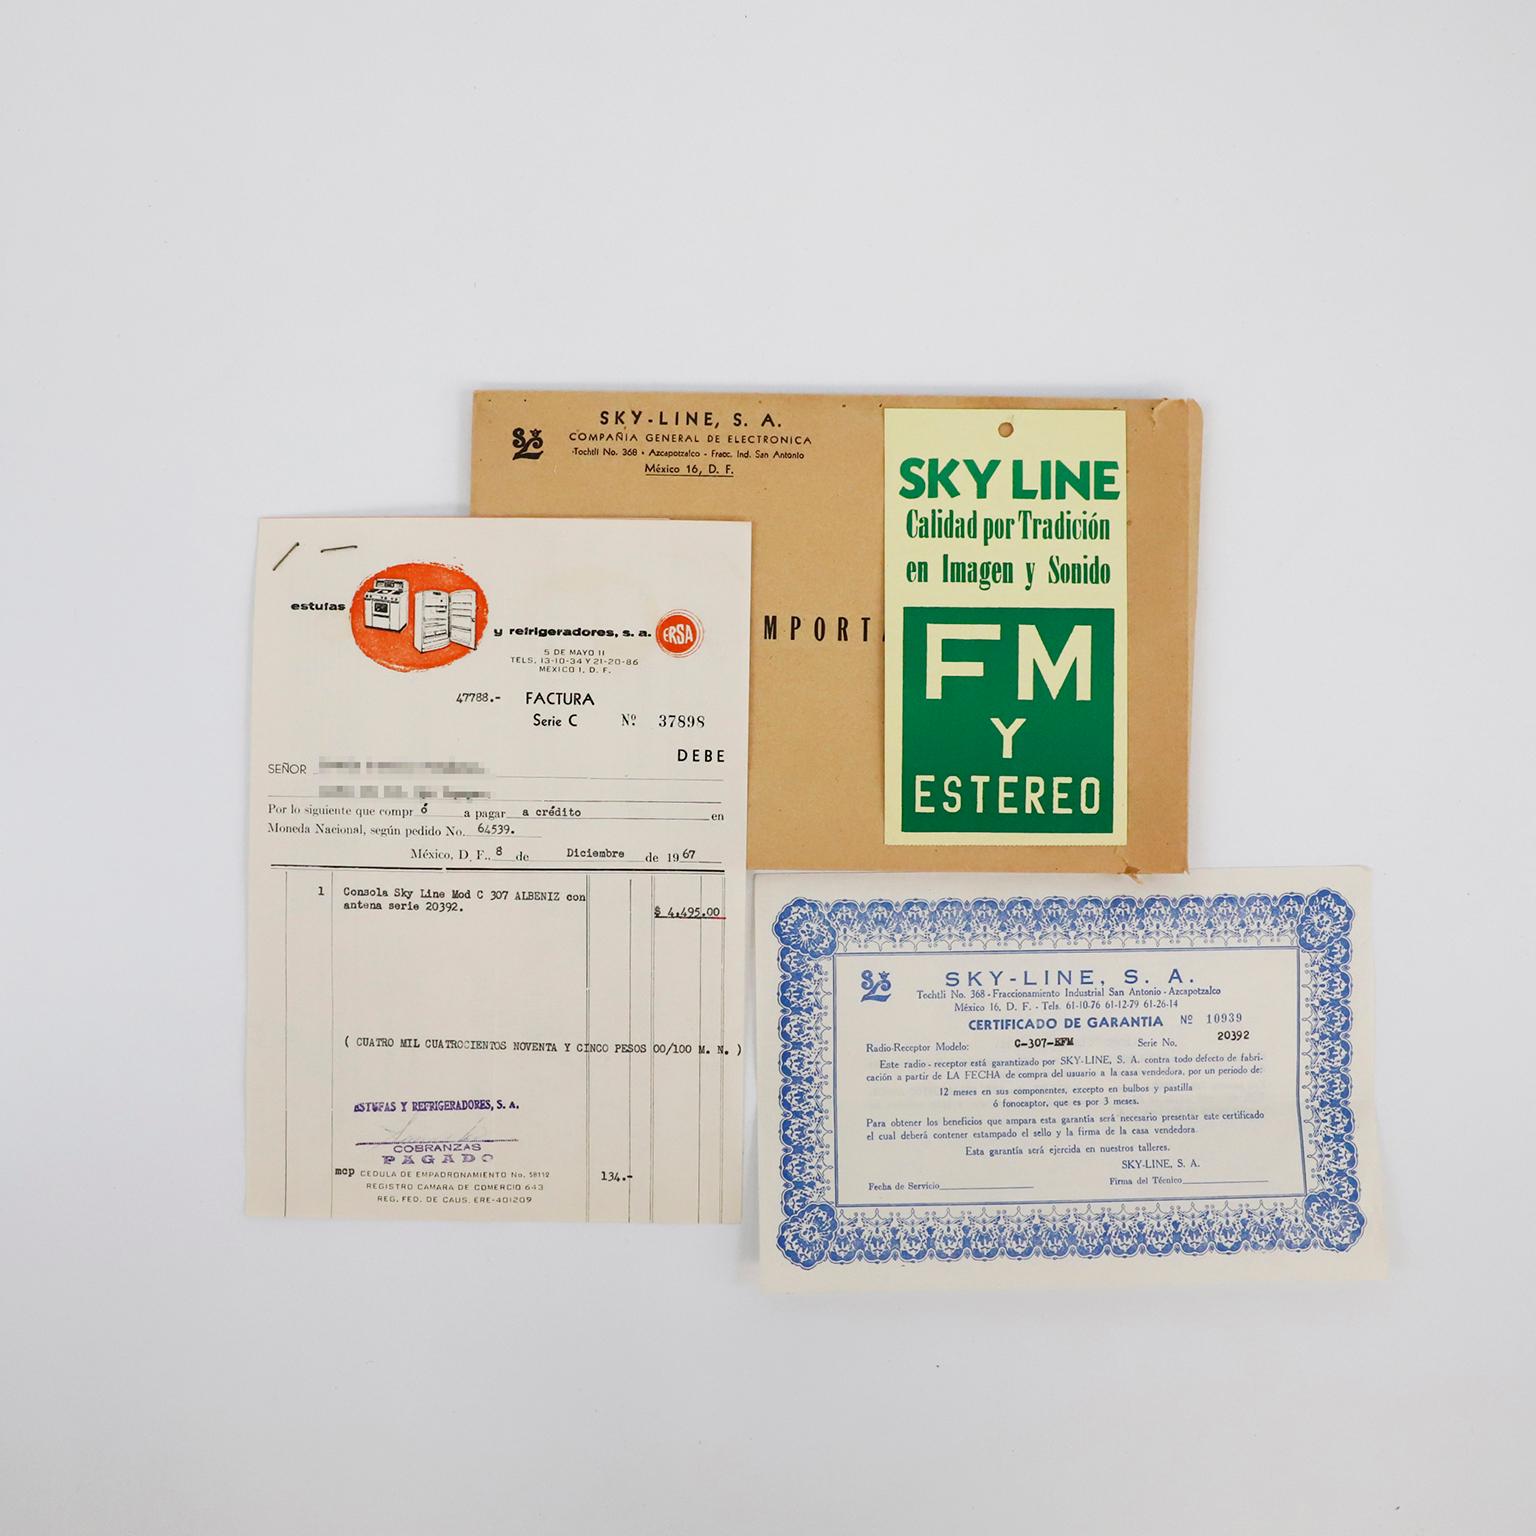 SKY-LINE, S. A.
COMPAÑIA GENERAL DE ELECTRONICA
Tochtli No. 368 - Azcapotzalco - Fracc. Ind. San Antonio
México 16, D. F.
MPORT
SKY LINE
Calidad por Tradición
en Imagen y Sonido
FM
Y
ESTEREO
estufas
y refrigeradores, s. a.
ERSA
5 DE MAYO 11
TELS. 13-10-34 Y 21-20-86
MEXICO 1, D. F.
47788.- FACTURA
Serie C Nº 37898
DEBE
SEÑOR
Por lo siguiente que compró a pagar a crédito en
Moneda Nacional, según pedido No. 64539.
México, D. F., 8 de Diciembre de 1967
1 Consola Sky Line Mod C 307 ALBENIZ con
antena serie 20392. $ 4,495.00
( CUATRO MIL CUATROCIENTOS NOVENTA Y CINCO PESOS 00/100 M. N. )
ESTUFAS Y REFRIGERADORES, S. A.
COBRANZAS
PAGADO
mcp CEDULA DE EMPADRONAMIENTO No. 58112 134.-
REGISTRO CAMARA DE COMERCIO 643
REG. FED. DE CAUS. ERE-401209
SKY-LINE, S. A.
Tochtli No. 368 - Fraccionamiento Industrial San Antonio - Azcapotzalco
México 16, D. F. - Tels. 61-10-76 61-12-79 61-26-14
CERTIFICADO DE GARANTIA Nº 10939
Radio-Receptor Modelo: C-307-EFM Serie No. 20392
Este radio - receptor está garantizado por SKY-LINE, S. A. contra todo defecto de fabri-
cación a partir de LA FECHA de compra del usuario a la casa vendedora, por un período de:
12 meses en sus componentes, excepto en bulbos y pastilla
ó fonocaptor, que es por 3 meses.
Para obtener los beneficios que ampara esta garantía será necesario presentar este certificado
el cual deberá contener estampado el sello y la firma de la casa vendedora.
Esta garantía será ejercida en nuestros talleres.
SKY-LINE, S. A.
Fecha de Servicio Firma del Técnico